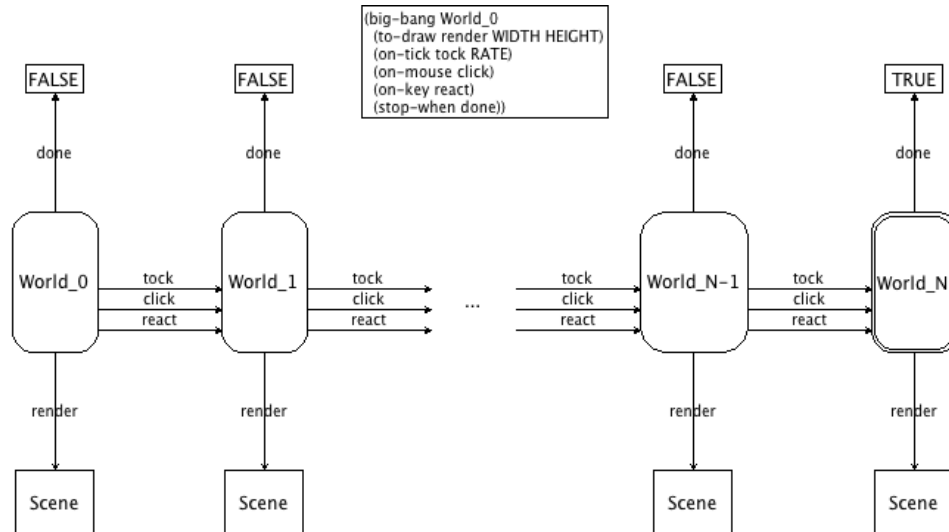 (big-bang World_0
(to-draw render WIDTH HEIGHT)
(on-tick tock RATE)
(on-mouse click)
(on-key react)
(stop-when done))
FALSE FALSE FALSE TRUE
done done done done
World_0 World_1 World_N-1 World_N
tock tock tock tock
click click ... click click
react react react react
render render render render
Scene Scene Scene Scene